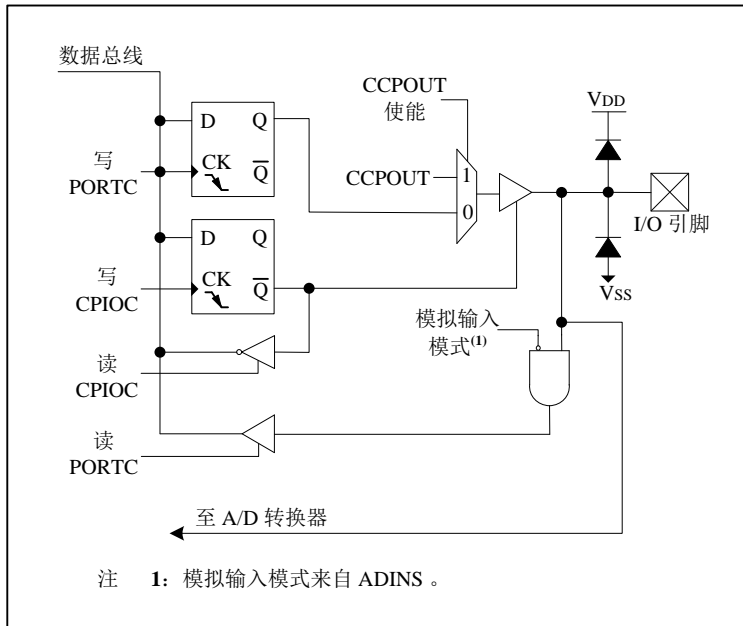 数据总线
D Q
CK Q
写
PORTC
D Q
CK Q
写
CPIOC
读
CPIOC
读
PORTC
CCPOUT
使能
CCPOUT
1
0
VDD
I/O 引脚
VSS
模拟输入
模式(1)
至 A/D 转换器
注 1: 模拟输入模式来自 ADINS 。